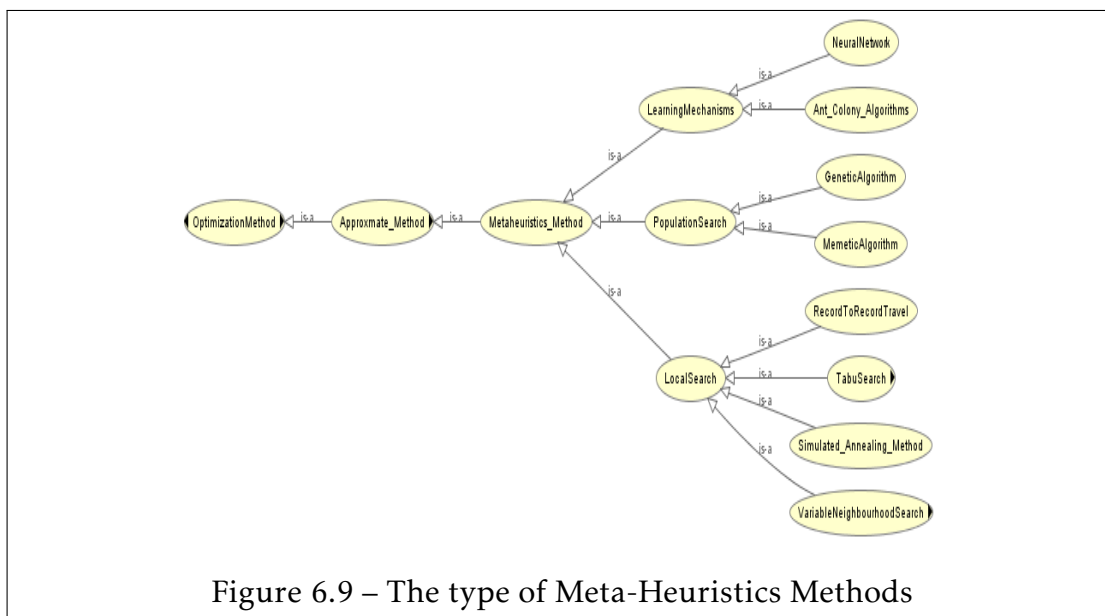 NeuralNetwork
is-a
LearningMechanisms
is-a
Ant_Colony_Algorithms
is-a
GeneticAlgorithm
is-a
OptimizationMethod
is-a
Approxmate_Method
is-a
Metaheuristics_Method
is-a
PopulationSearch
is-a
MemeticAlgorithm
is-a
RecordToRecordTravel
is-a
LocalSearch
is-a
TabuSearch
is-a
Simulated_Annealing_Method
is-a
VariableNeighbourhoodSearch
Figure 6.9 – The type of Meta-Heuristics Methods